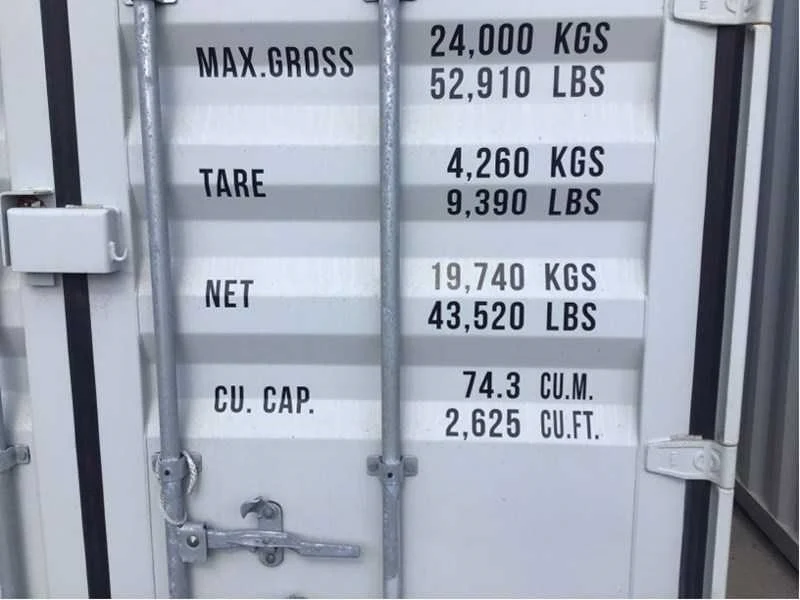 MAX.GROSS 24,000 KGS
52,910 LBS
TARE 4,260 KGS
9,390 LBS
NET 19,740 KGS
43,520 LBS
CU. CAP. 74.3 CU.M.
2,625 CU.FT.